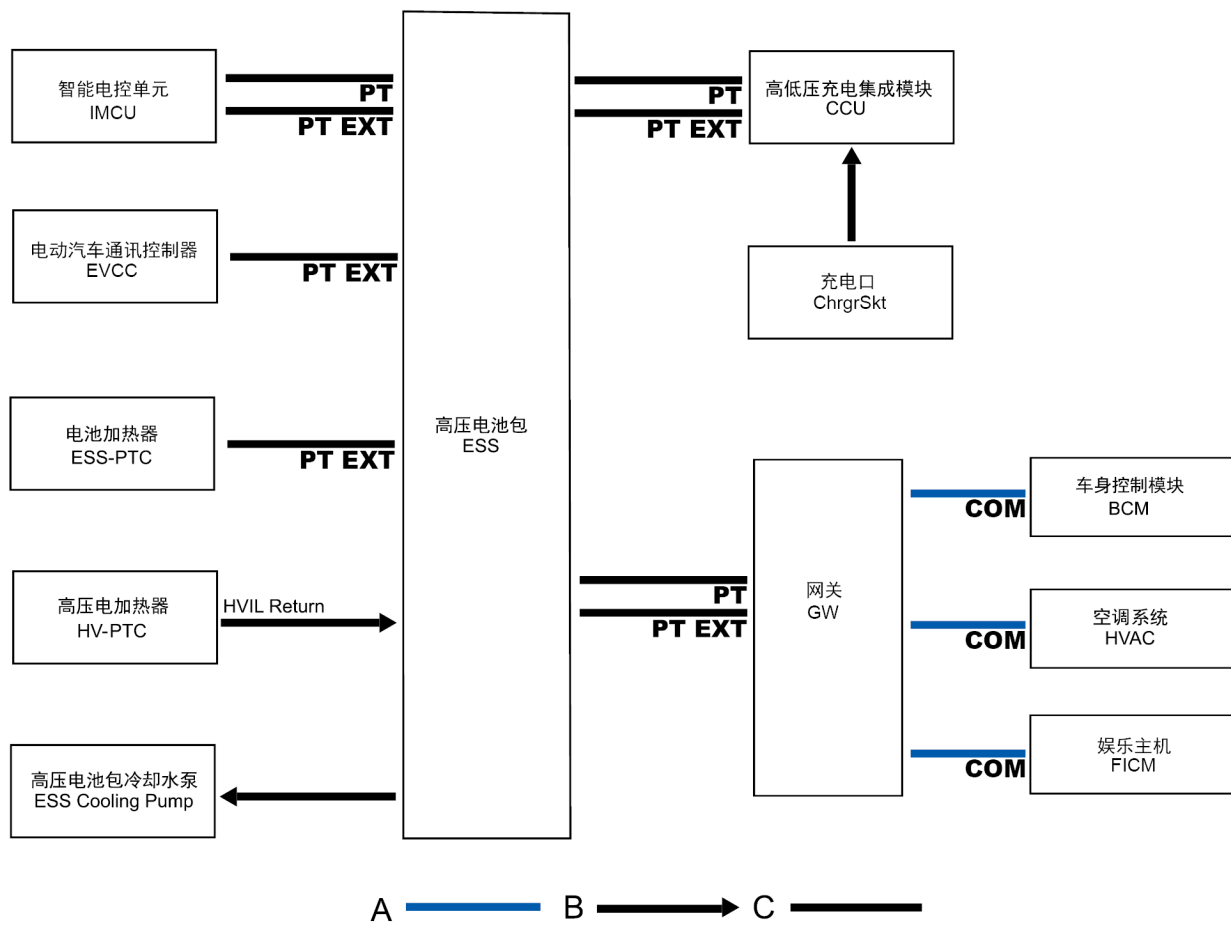 智能电控单元
IMCU
PT
PT EXT
PT
PT EXT
高低压充电集成模块
CCU
电动汽车通讯控制器
EVCC
PT EXT
充电口
ChrgrSkt
电池加热器
ESS-PTC
PT EXT
高压电池包
ESS
车身控制模块
BCM
COM
高压电加热器
HV-PTC
HVIL Return
PT
PT EXT
网关
GW
空调系统
HVAC
COM
高压电池包冷却水泵
ESS Cooling Pump
娱乐主机
FICM
COM
A
B
C